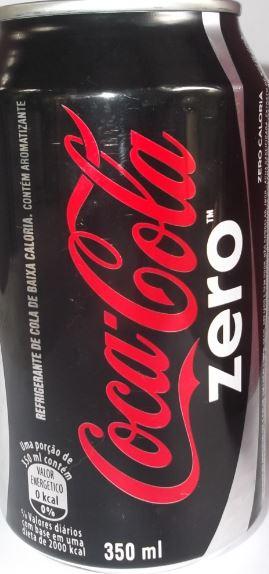 REFRIGERANTE DE COLA DE BAIXA CALORIA. CONTÉM AROMATIZANTE
Coca-Cola
zero™
ZERO CALORIA
Uma porção de
350 ml contém
VALOR
ENERGÉTICO
0 kcal
0%
% Valores diários
com base em uma
dieta de 2000 kcal
350 ml